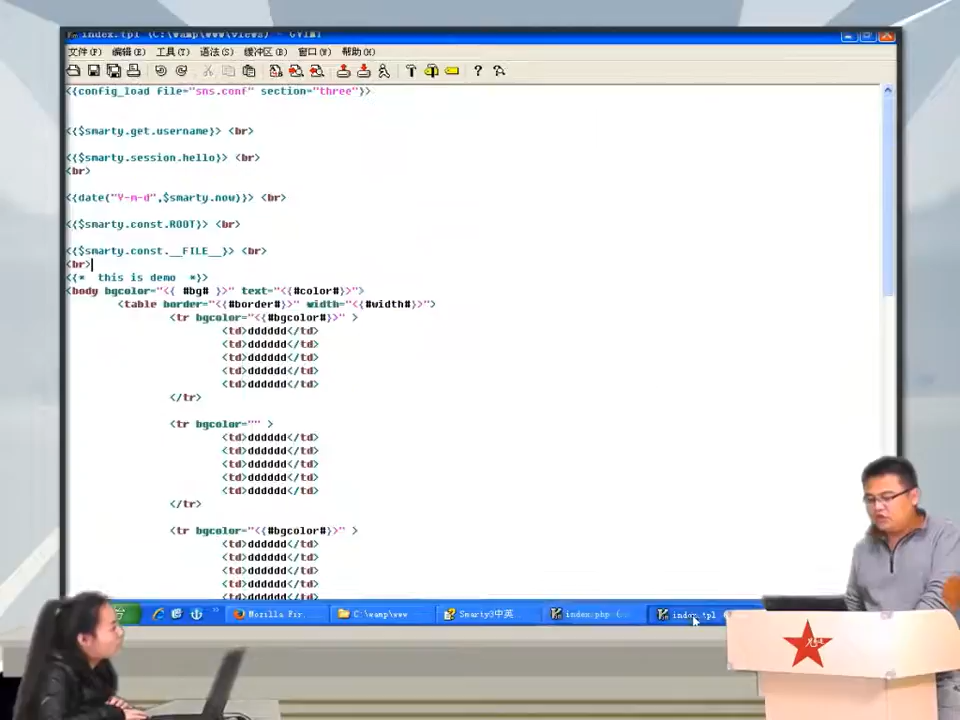 index.tpl (C:\wamp\www\views) - GVIM1
文件(F) 编辑(E) 工具(T) 语法(S) 缓冲区(B) 窗口(W) 帮助(H)
<{config_load file="sns.conf" section="three"}>
<{$smarty.get.username}> <br>
<{$smarty.session.hello}> <br>
<br>
<{date("Y-m-d",$smarty.now)}> <br>
<{$smarty.const.ROOT}> <br>
<{$smarty.const.__FILE__}> <br>
<br>
<{* this is demo *}>
<body bgcolor="<{ #bg# }>" text="<{#color#}>">
<table border="<{#border#}>" width="<{#width#}>">
<tr bgcolor="<{#bgcolor#}>" >
<td>dddddd</td>
<td>dddddd</td>
<td>dddddd</td>
<td>dddddd</td>
<td>dddddd</td>
</tr>
<tr bgcolor="" >
<td>dddddd</td>
<td>dddddd</td>
<td>dddddd</td>
<td>dddddd</td>
<td>dddddd</td>
</tr>
<tr bgcolor="<{#bgcolor#}>" >
<td>dddddd</td>
<td>dddddd</td>
<td>dddddd</td>
<td>dddddd</td>
<td>dddddd</td>
Mozilla Fir... C:\wamp\www Smarty3中英... index.php (... index.tpl